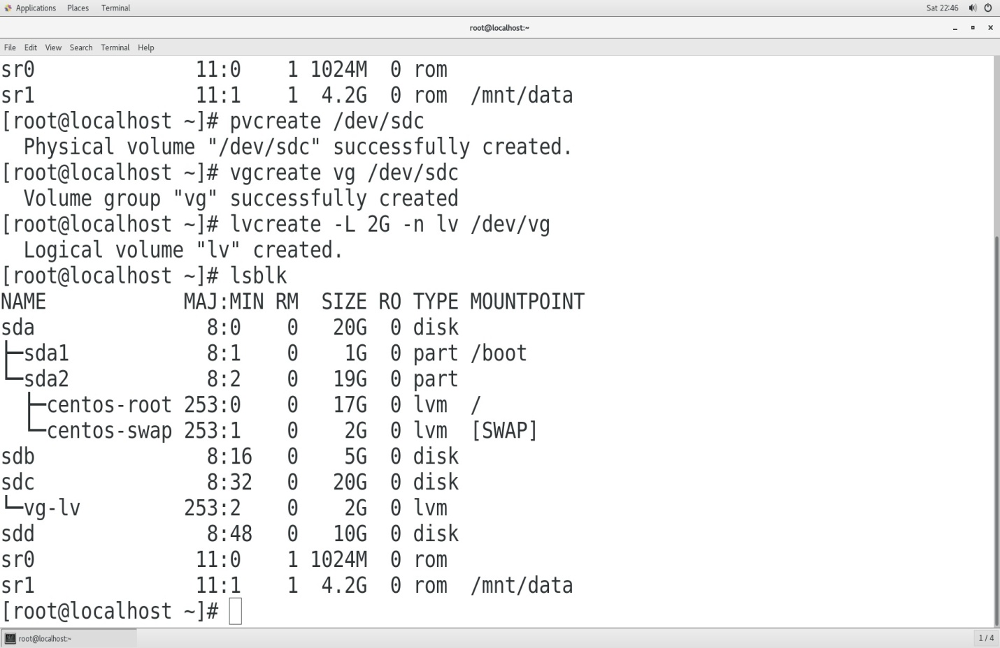 Applications Places Terminal Sat 22:46
root@localhost:~
File Edit View Search Terminal Help
sr0 11:0 1 1024M 0 rom
sr1 11:1 1 4.2G 0 rom /mnt/data
[root@localhost ~]# pvcreate /dev/sdc
Physical volume "/dev/sdc" successfully created.
[root@localhost ~]# vgcreate vg /dev/sdc
Volume group "vg" successfully created
[root@localhost ~]# lvcreate -L 2G -n lv /dev/vg
Logical volume "lv" created.
[root@localhost ~]# lsblk
NAME MAJ:MIN RM SIZE RO TYPE MOUNTPOINT
sda 8:0 0 20G 0 disk
├─sda1 8:1 0 1G 0 part /boot
└─sda2 8:2 0 19G 0 part
├─centos-root 253:0 0 17G 0 lvm /
└─centos-swap 253:1 0 2G 0 lvm [SWAP]
sdb 8:16 0 5G 0 disk
sdc 8:32 0 20G 0 disk
└─vg-lv 253:2 0 2G 0 lvm
sdd 8:48 0 10G 0 disk
sr0 11:0 1 1024M 0 rom
sr1 11:1 1 4.2G 0 rom /mnt/data
[root@localhost ~]#
root@localhost:~ 1 / 4